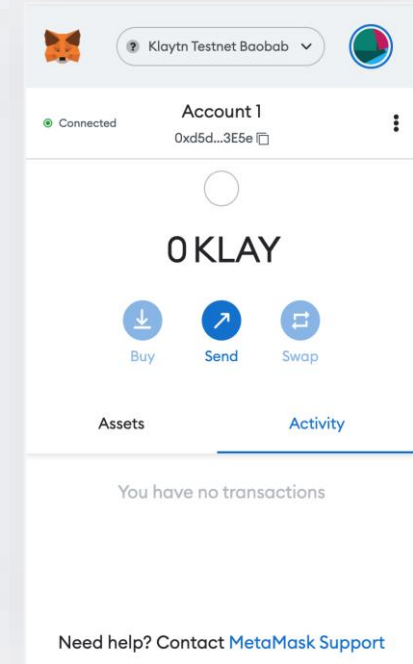 ? Klaytn Testnet Baobab
Connected
Account 1
0xd5d...3E5e
0 KLAY
Buy Send Swap
Assets Activity
You have no transactions
Need help? Contact MetaMask Support